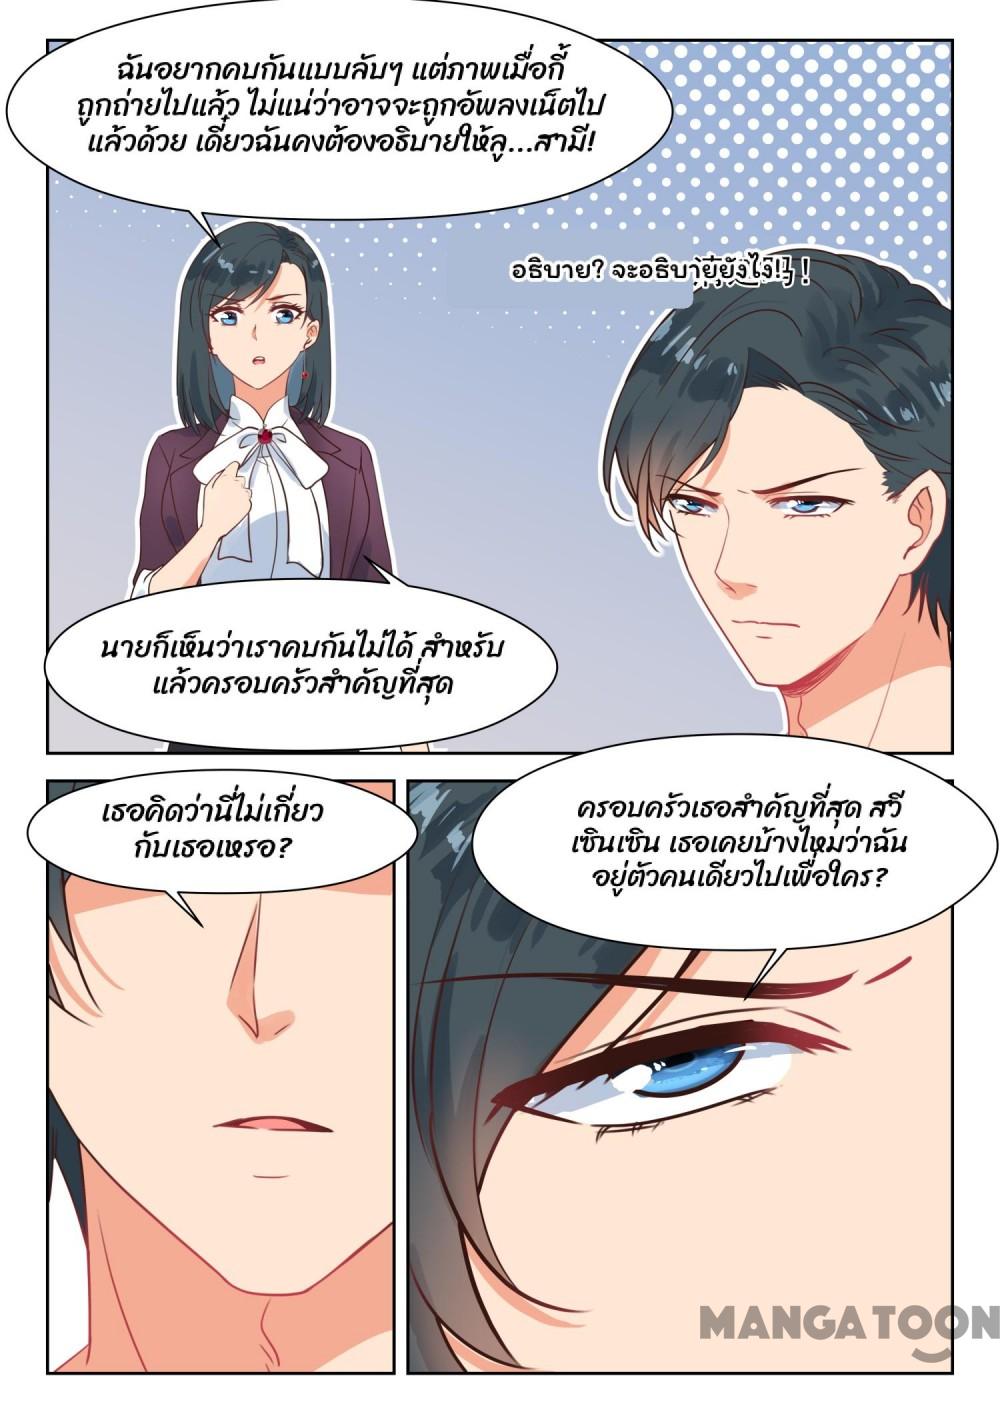 ฉันอยากคบกันแบบลับๆ แต่ภาพเมื่อกี้
ถูกถ่ายไปแล้ว ไม่แน่ว่าอาจจะถูกอัพลงเน็ตไป
แล้วด้วย เดี๋ยวฉันคงต้องอธิบายให้ลู...สามี!
อธิบาย? จะอธิบายยังไง!!
นายก็เห็นว่าเราคบกันไม่ได้ สำหรับ
แล้วครอบครัวสำคัญที่สุด
เธอคิดว่านี่ไม่เกี่ยว
กับเธอเหรอ?
ครอบครัวเธอสำคัญที่สุด สวี
เซินเซิน เธอเคยบ้างไหมว่าฉัน
อยู่ตัวคนเดียวไปเพื่อใคร?
MANGATOON